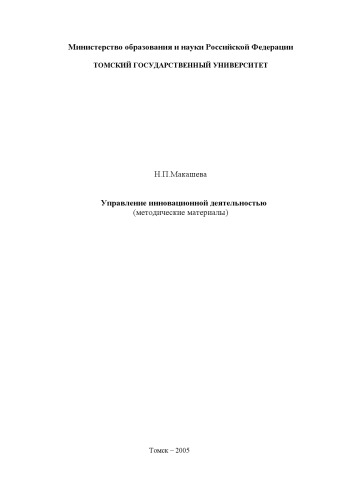 Министерство образования и науки Российской Федерации
ТОМСКИЙ ГОСУДАРСТВЕННЫЙ УНИВЕРСИТЕТ
Н.П.Макашева
Управление инновационной деятельностью
(методические материалы)
Томск – 2005